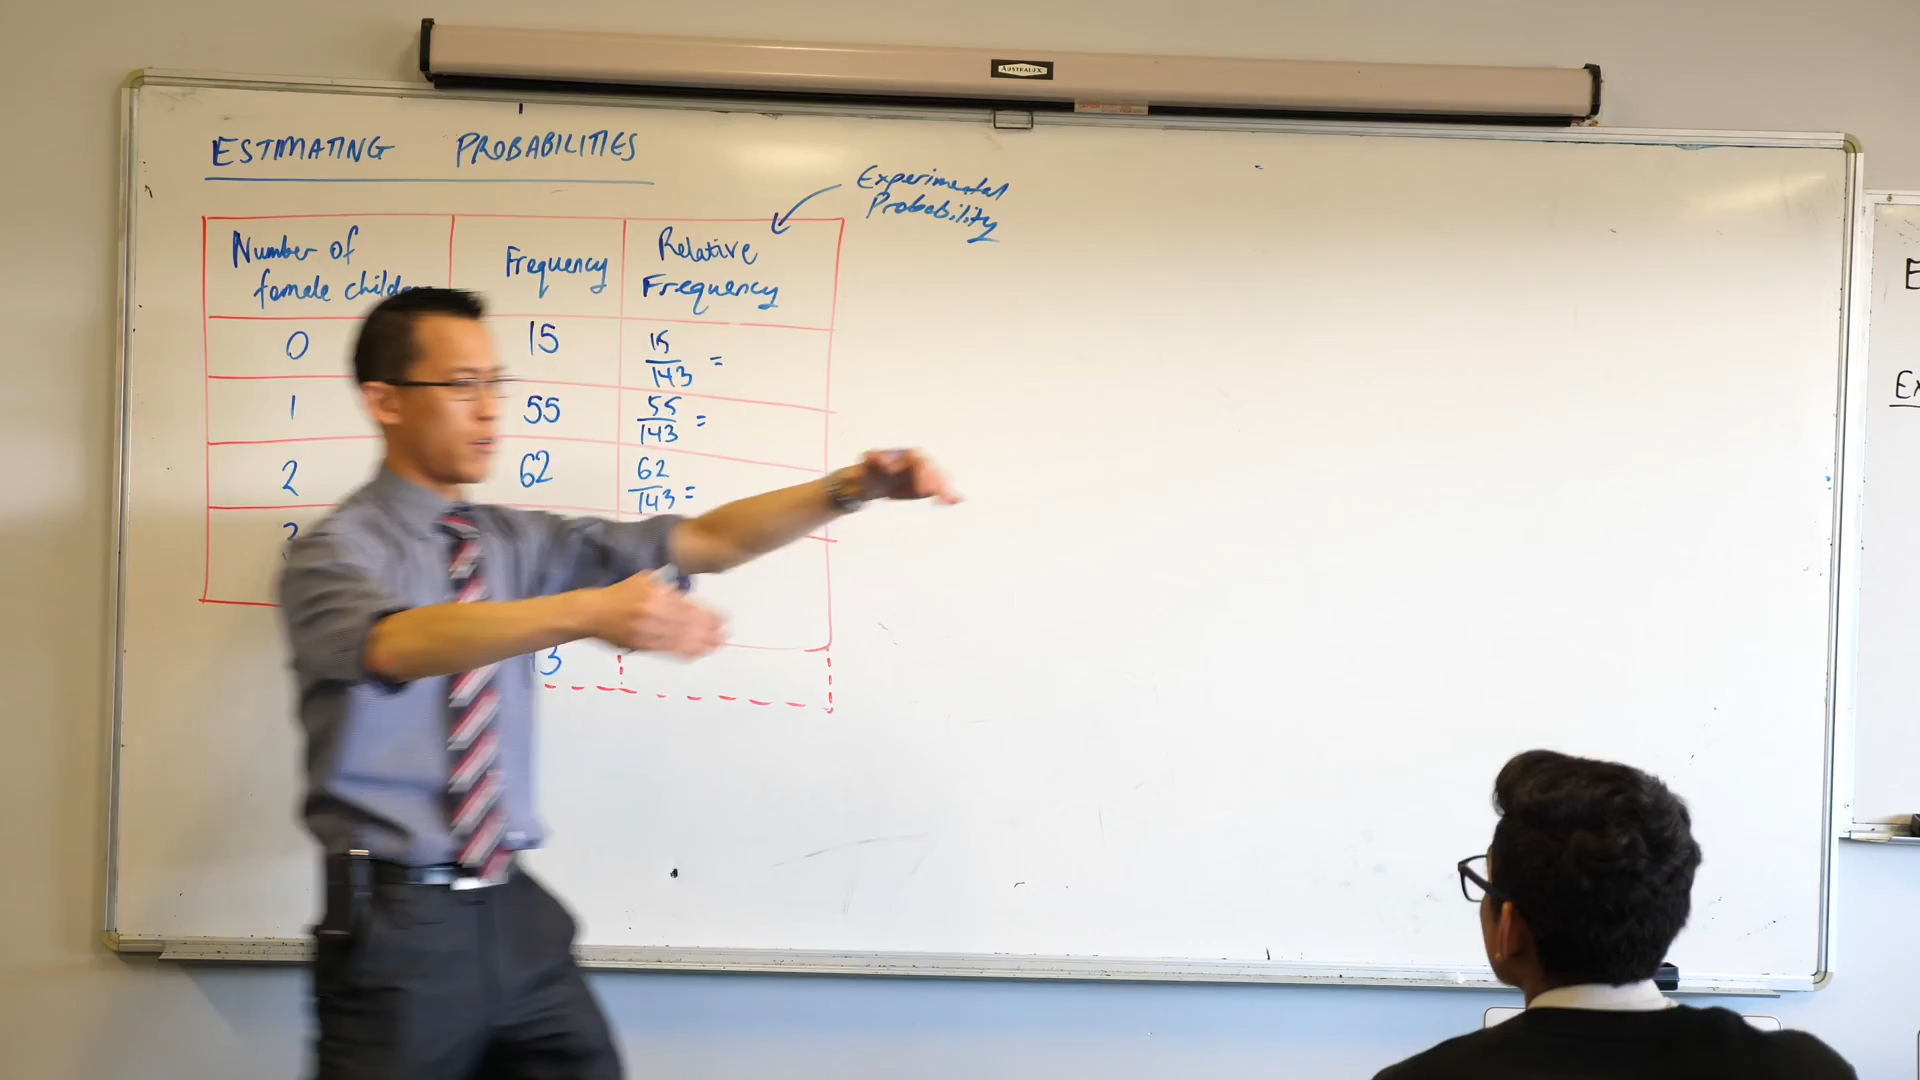 AUSTRALUX
ESTIMATING PROBABILITIES
Experimental
Probability
Number of
female
Frequency
Relative
Frequency
0
15
15
143 =
1
55
55
143 =
2
62
62
143 =
3